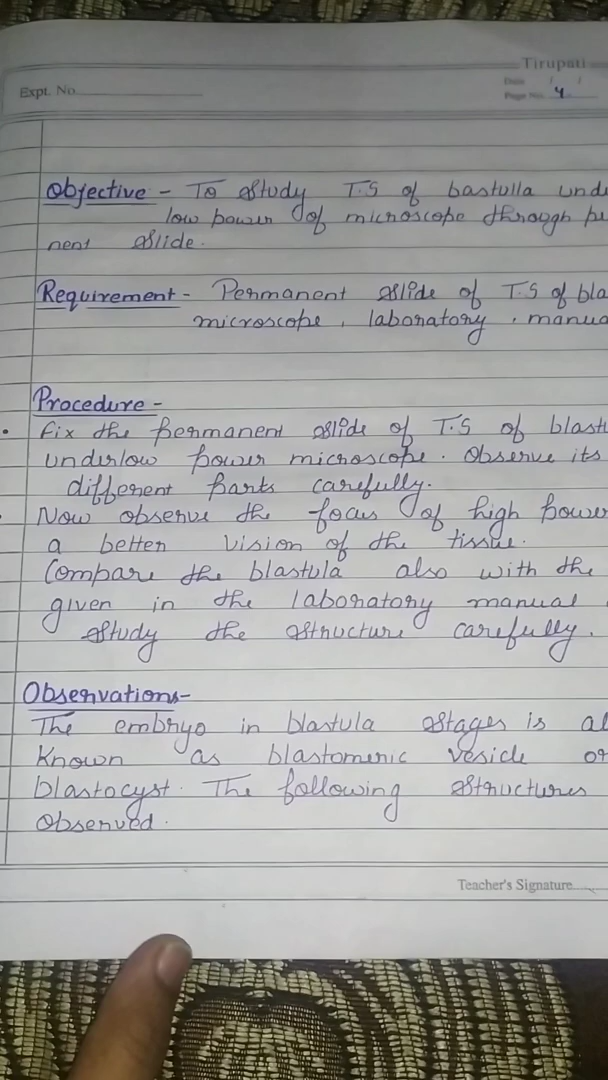 Tirupati
Expt. No.
Date / /
Page No. 4
Objective - To study T.S of bastulla unde
low power of microscope through pe
nent slide.
Requirement - Permanent slide of T.S of bla
microscope, laboratory, manua
Procedure -
• Fix the permanent slide of T.S of blast
underlow power microscope. Observe its
different parts carefully.
Now observe the focus of high power
a better vision of the tissue.
Compare the blastula also with the
given in the laboratory manual
study the structure carefully.
Observations-
The embryo in blastula stages is al
Known as blastomeric vesicle or
blastocyst. The following structures
observed.
Teacher's Signature